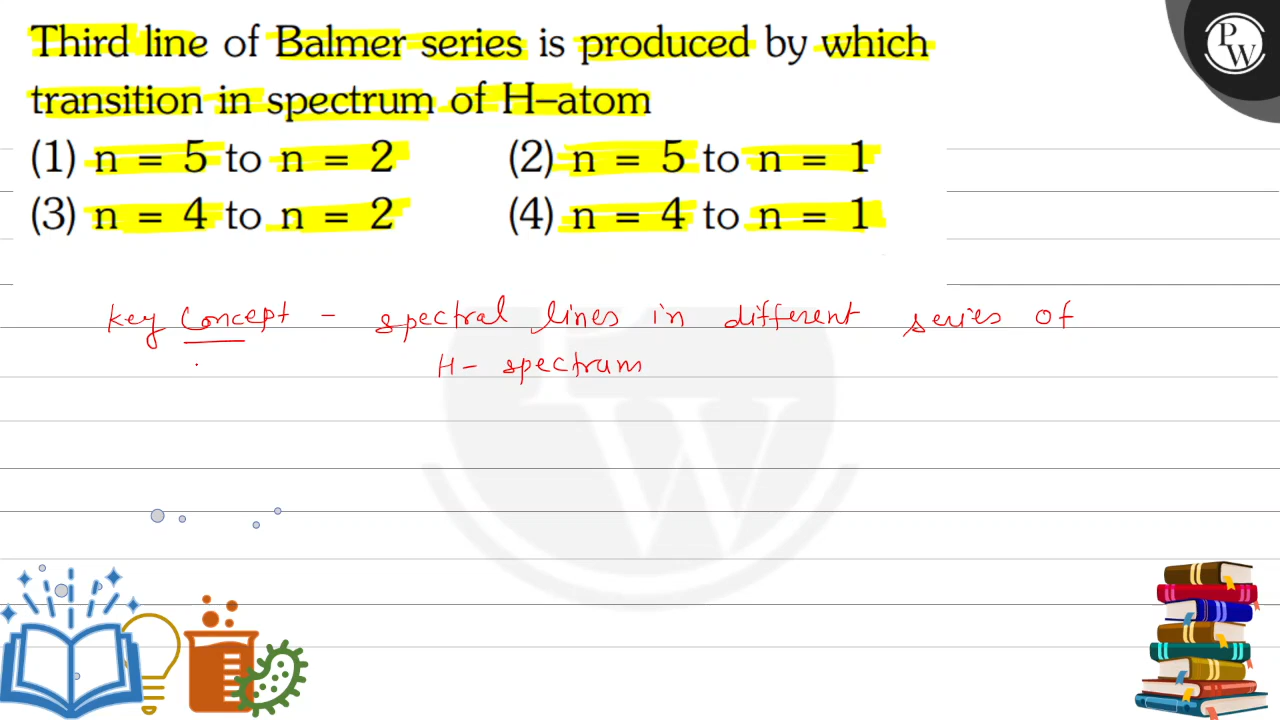 Third line of Balmer series is produced by which
transition in spectrum of H–atom
(1) n = 5 to n = 2 (2) n = 5 to n = 1
(3) n = 4 to n = 2 (4) n = 4 to n = 1
key concept - spectral lines in different series of
H- spectrum
PW
PW